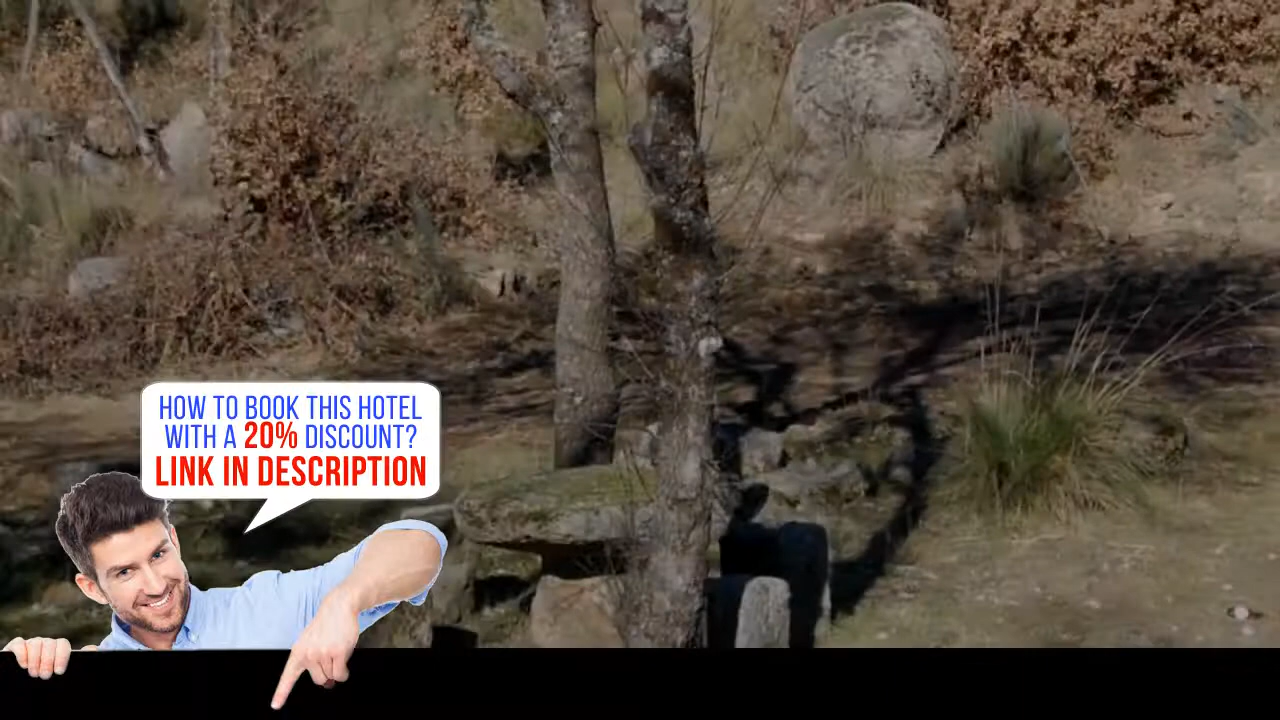 HOW TO BOOK THIS HOTEL
WITH A 20% DISCOUNT?
LINK IN DESCRIPTION